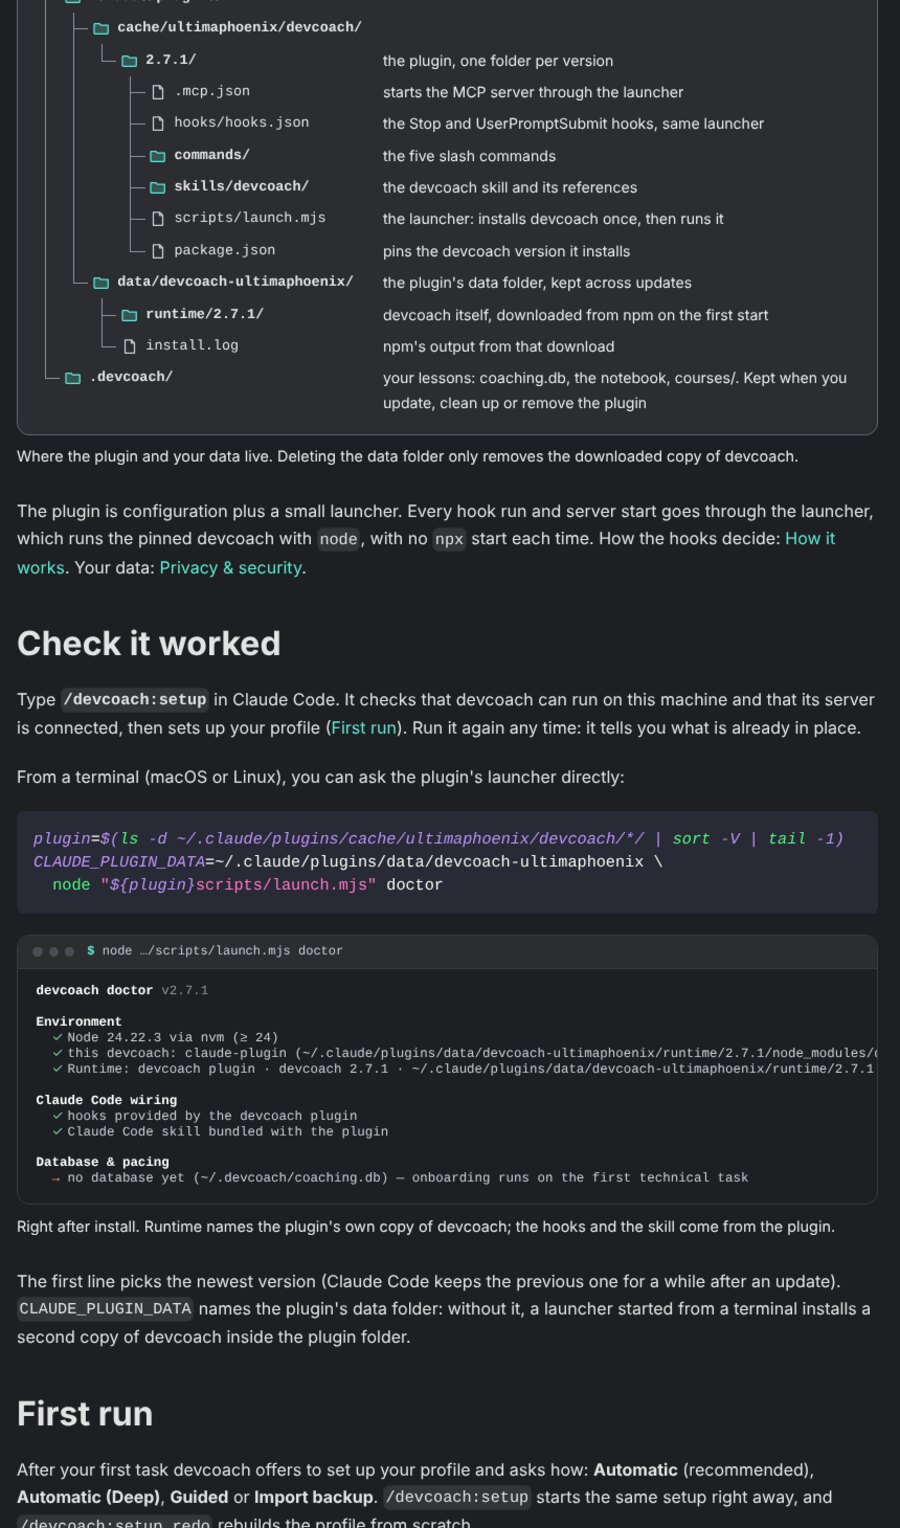 cache/ultimaphoenix/devcoach/
2.7.1/ the plugin, one folder per version
.mcp.json starts the MCP server through the launcher
hooks/hooks.json the Stop and UserPromptSubmit hooks, same launcher
commands/ the five slash commands
skills/devcoach/ the devcoach skill and its references
scripts/launch.mjs the launcher: installs devcoach once, then runs it
package.json pins the devcoach version it installs
data/devcoach-ultimaphoenix/ the plugin's data folder, kept across updates
runtime/2.7.1/ devcoach itself, downloaded from npm on the first start
install.log npm's output from that download
.devcoach/ your lessons: coaching.db, the notebook, courses/. Kept when you
update, clean up or remove the plugin
Where the plugin and your data live. Deleting the data folder only removes the downloaded copy of devcoach.
The plugin is configuration plus a small launcher. Every hook run and server start goes through the launcher,
which runs the pinned devcoach with node, with no npx start each time. How the hooks decide: How it
works. Your data: Privacy & security.
Check it worked
Type /devcoach:setup in Claude Code. It checks that devcoach can run on this machine and that its server
is connected, then sets up your profile (First run). Run it again any time: it tells you what is already in place.
From a terminal (macOS or Linux), you can ask the plugin's launcher directly:
plugin=$(ls -d ~/.claude/plugins/cache/ultimaphoenix/devcoach/*/ | sort -V | tail -1)
CLAUDE_PLUGIN_DATA=~/.claude/plugins/data/devcoach-ultimaphoenix \
node "${plugin}scripts/launch.mjs" doctor
$ node …/scripts/launch.mjs doctor
devcoach doctor v2.7.1
Environment
✓ Node 24.22.3 via nvm (≥ 24)
✓ this devcoach: claude-plugin (~/.claude/plugins/data/devcoach-ultimaphoenix/runtime/2.7.1/node_modules/
✓ Runtime: devcoach plugin · devcoach 2.7.1 · ~/.claude/plugins/data/devcoach-ultimaphoenix/runtime/2.7.1
Claude Code wiring
✓ hooks provided by the devcoach plugin
✓ Claude Code skill bundled with the plugin
Database & pacing
→ no database yet (~/.devcoach/coaching.db) — onboarding runs on the first technical task
Right after install. Runtime names the plugin's own copy of devcoach; the hooks and the skill come from the plugin.
The first line picks the newest version (Claude Code keeps the previous one for a while after an update).
CLAUDE_PLUGIN_DATA names the plugin's data folder: without it, a launcher started from a terminal installs a
second copy of devcoach inside the plugin folder.
First run
After your first task devcoach offers to set up your profile and asks how: Automatic (recommended),
Automatic (Deep), Guided or Import backup. /devcoach:setup starts the same setup right away, and
/devcoach:setup redo rebuilds the profile from scratch.